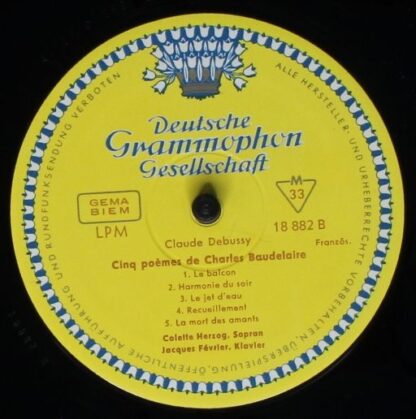 Deutsche
Grammophon
Gesellschaft
GEMA
BIEM
M
33
LPM
18 882 B
Claude Debussy
Französ.
Cinq poèmes de Charles Baudelaire
1. Le balcon
2. Harmonie du soir
3. Le jet d'eau
4. Recueillement
5. La mort des amants
Colette Herzog, Sopran
Jacques Février, Klavier
ALLE HERSTELLER- UND URHEBERRECHTE VORBEHALTEN, ÜBERSPIELUNG, ÖFFENTLICHE AUFFÜHRUNG UND RUNDFUNKSENDUNG VERBOTEN